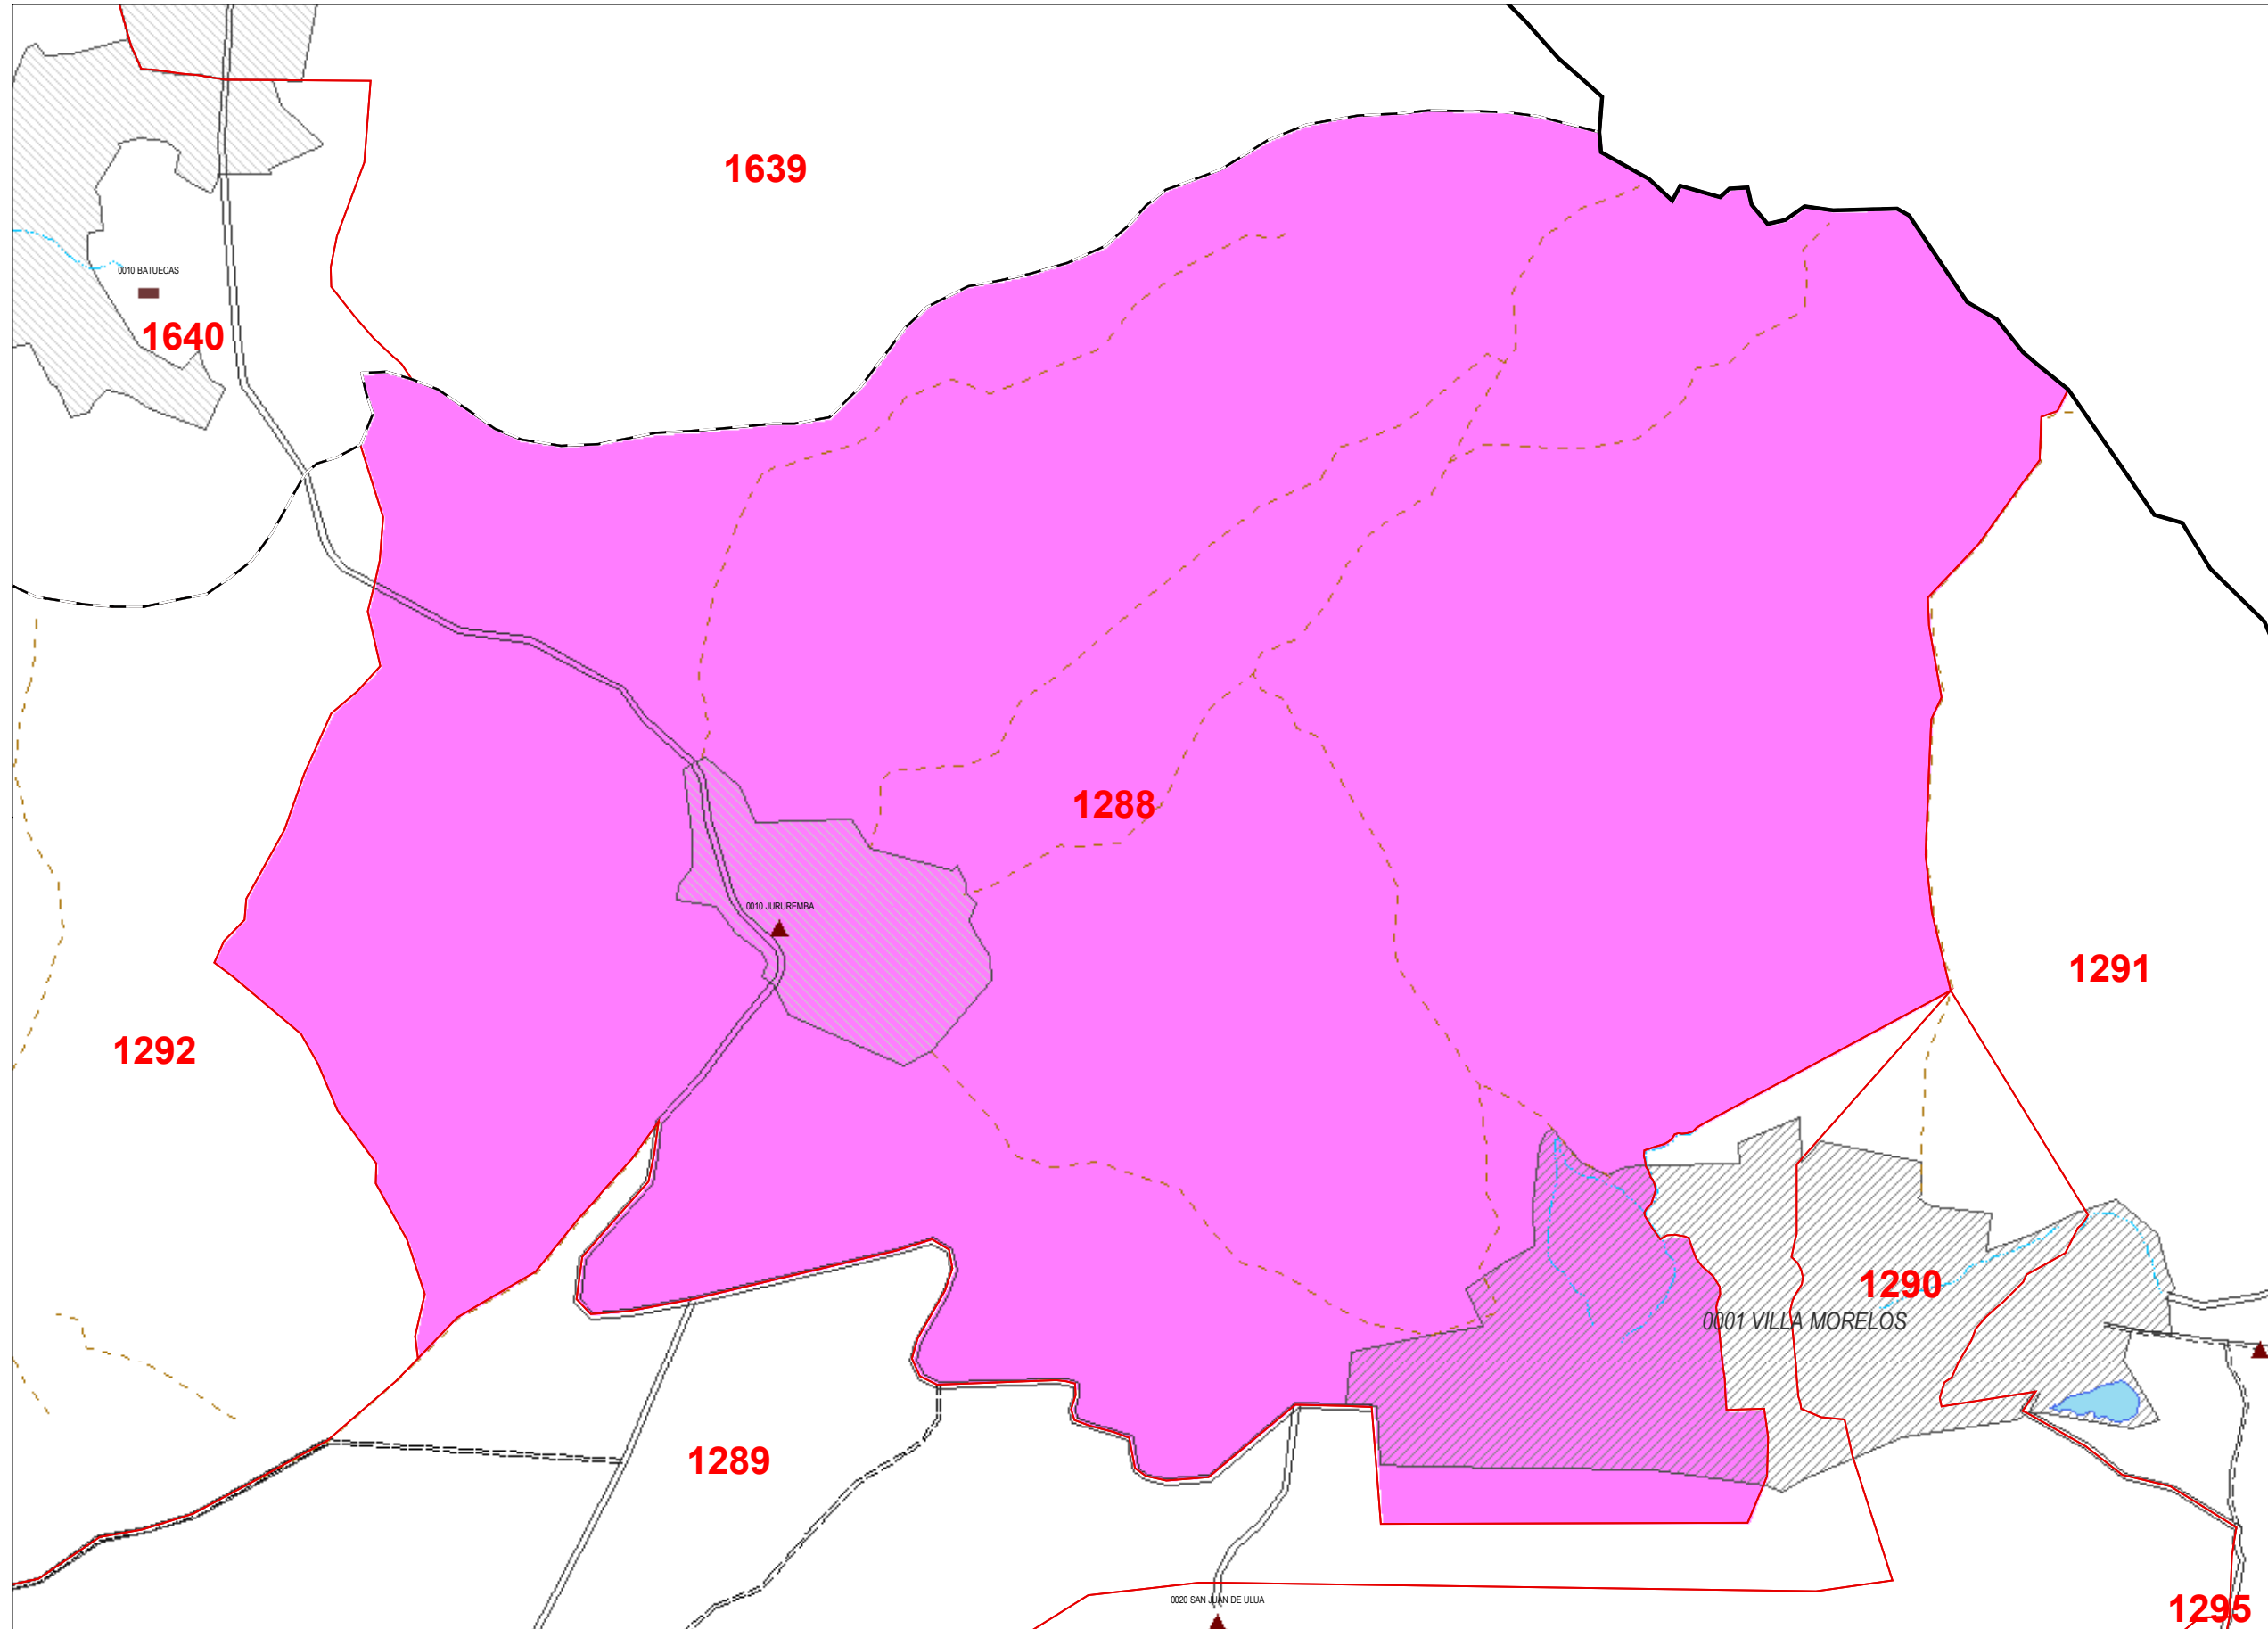 1639
0010 BATUECAS
1640
1288
0010 JURUREMBA
1291
1292
1290
0001 VILLA MORELOS
1289
0020 SAN JUAN DE ULUA
1295